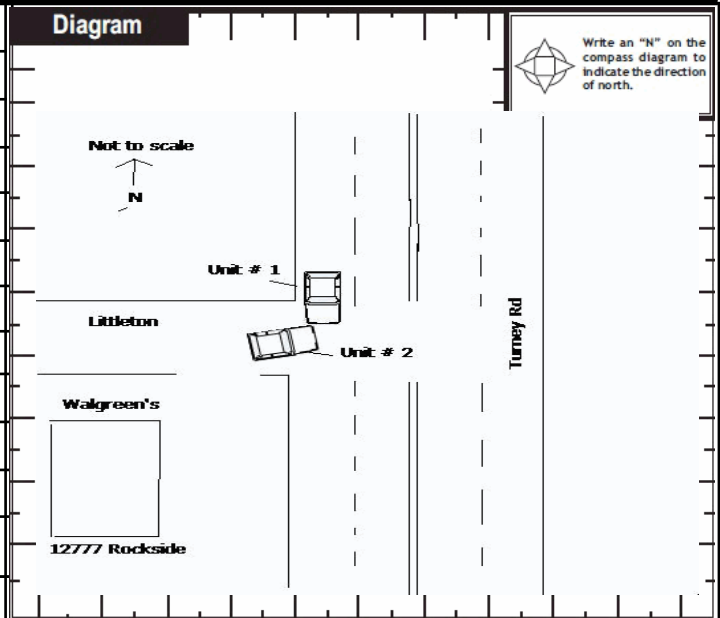 Diagram
Write an “N” on the
compass diagram to
indicate the direction
of north.
Not to scale
N
Unit # 1
Littleton
Unit # 2
Turney Rd
Walgreen's
12777 Rockside